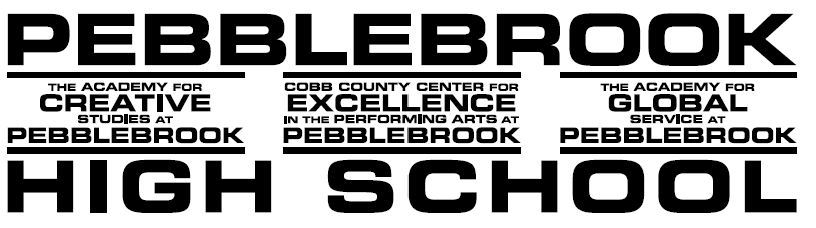 PEBBLEBROOK
THE ACADEMY FOR
CREATIVE
STUDIES AT
PEBBLEBROOK
COBB COUNTY CENTER FOR
EXCELLENCE
IN THE PERFORMING ARTS AT
PEBBLEBROOK
THE ACADEMY FOR
GLOBAL
SERVICE AT
PEBBLEBROOK
HIGH SCHOOL